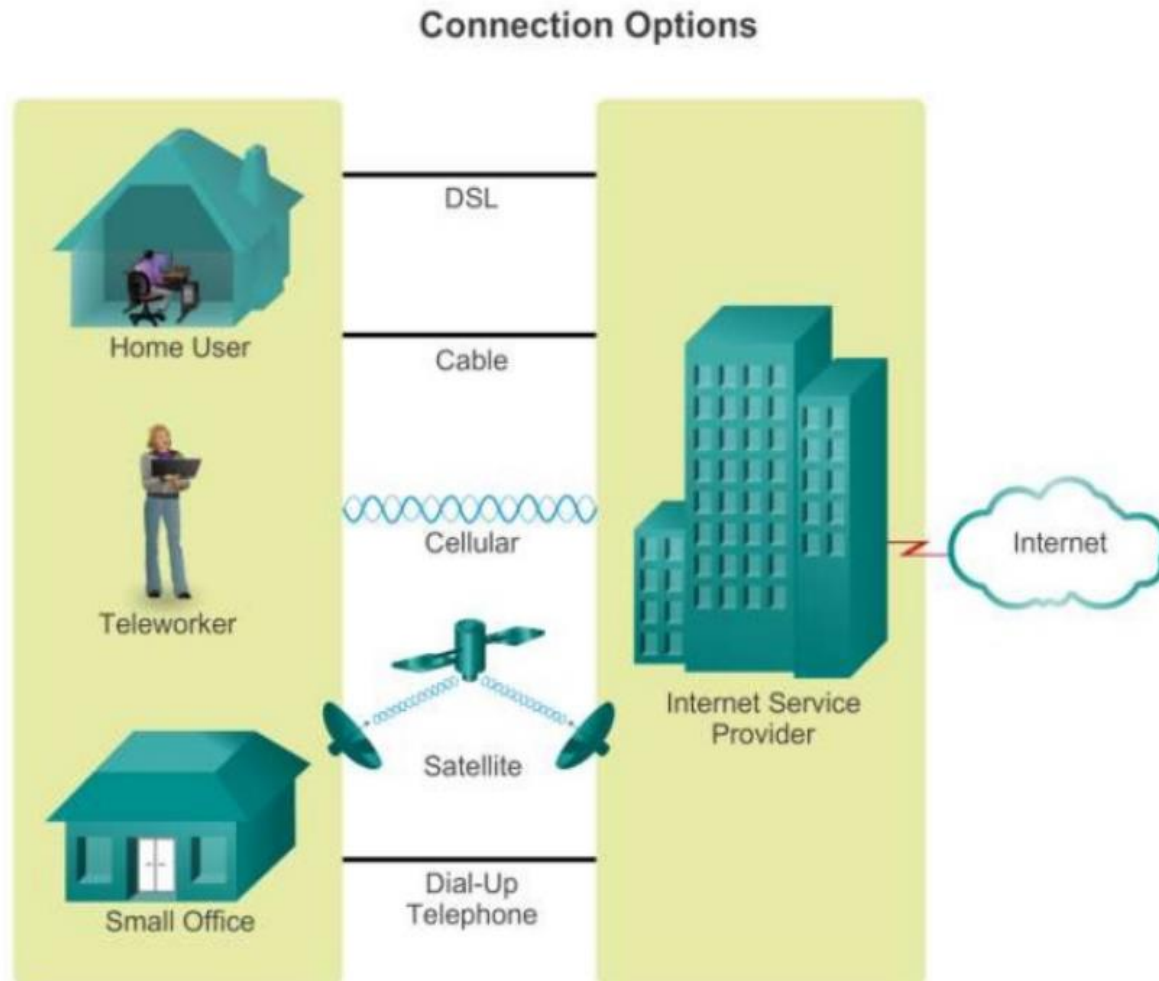 Connection Options
DSL
Home User
Cable
Cellular
Teleworker
Internet
Internet Service
Provider
Satellite
Small Office
Dial-Up
Telephone